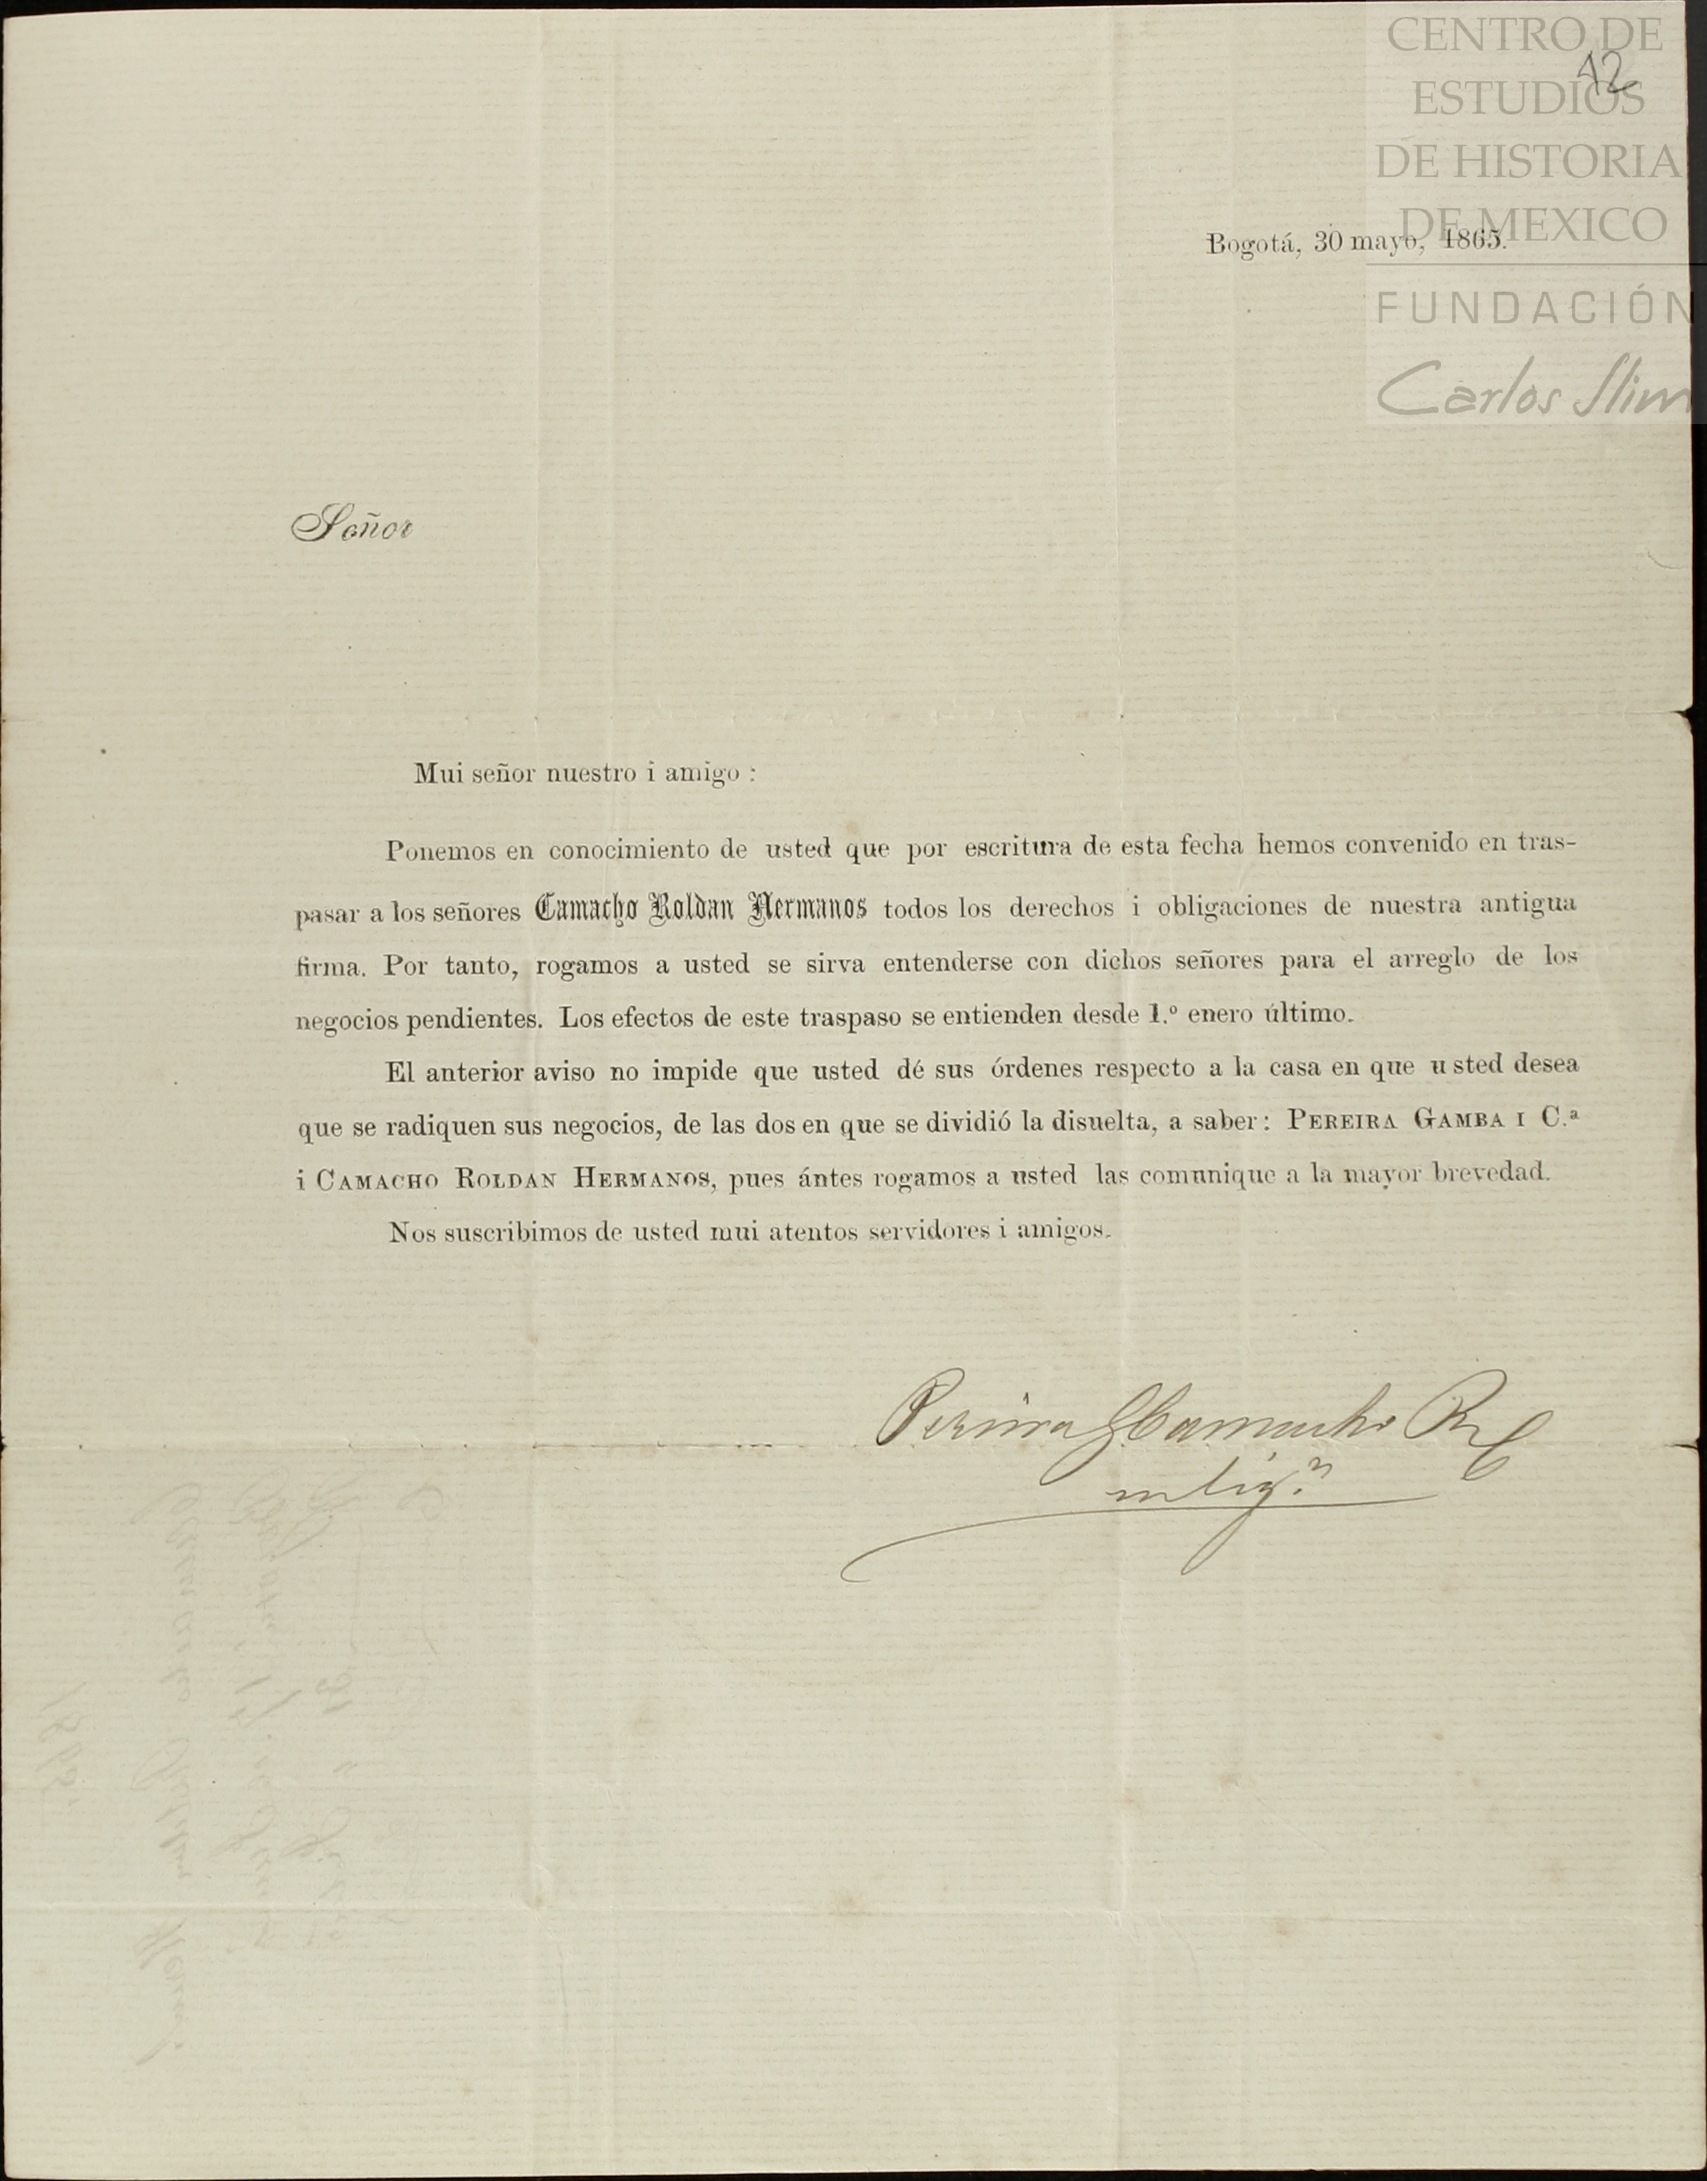 CENTRO DE
42
ESTUDIOS
DE HISTORIA
DE MEXICO
Bogotá, 30 mayo, 1865.
FUNDACIÓN
Carlos Slim
Señor
Mui señor nuestro i amigo :
Ponemos en conocimiento de usted que por escritura de esta fecha hemos convenido en tras-
pasar a los señores Camacho Roldan Hermanos todos los derechos i obligaciones de nuestra antigua
firma. Por tanto, rogamos a usted se sirva entenderse con dichos señores para el arreglo de los
negocios pendientes. Los efectos de este traspaso se entienden desde 1.º enero último.
El anterior aviso no impide que usted dé sus órdenes respecto a la casa en que usted desea
que se radiquen sus negocios, de las dos en que se dividió la disuelta, a saber: PEREIRA GAMBA I C.ª
i CAMACHO ROLDAN HERMANOS, pues ántes rogamos a usted las comunique a la mayor brevedad.
Nos suscribimos de usted mui atentos servidores i amigos.
Pereira G Camacho R